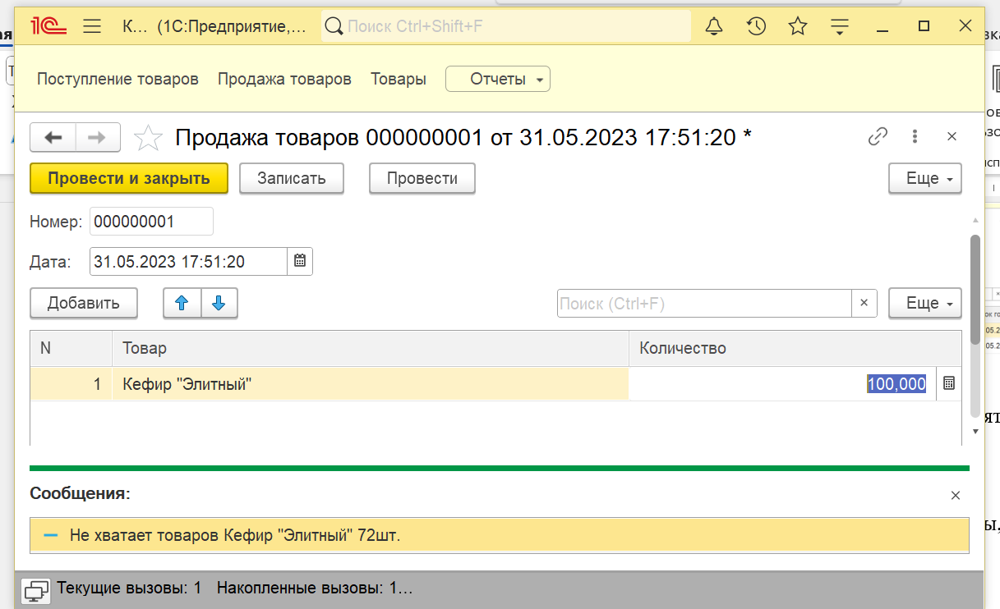 1С К... (1С:Предприятие,... Поиск Ctrl+Shift+F
Поступление товаров Продажа товаров Товары Отчеты
Продажа товаров 000000001 от 31.05.2023 17:51:20 *
Провести и закрыть Записать Провести Еще
Номер: 000000001
Дата: 31.05.2023 17:51:20
Добавить Поиск (Ctrl+F) × Еще
N Товар Количество
1 Кефир "Элитный" 100,000
Сообщения:
Не хватает товаров Кефир "Элитный" 72шт.
Текущие вызовы: 1 Накопленные вызовы: 1...